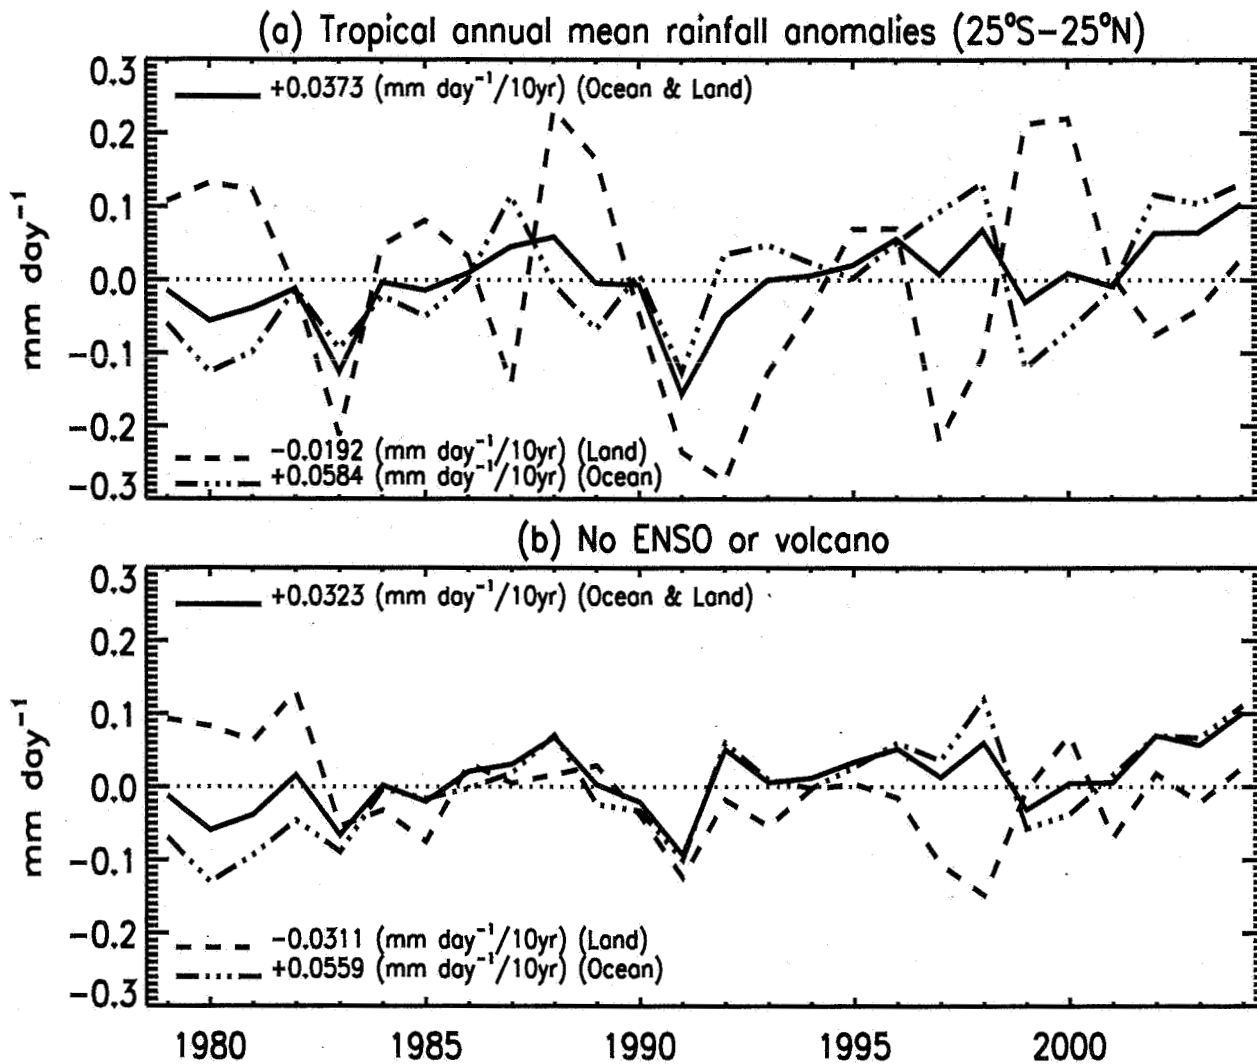 (a) Tropical annual mean rainfall anomalies (25°S−25°N)
0.3
+0.0373 (mm day⁻¹/10yr) (Ocean & Land)
0.2
0.1
0.0
−0.1
−0.2
−0.3
mm day⁻¹
−0.0192 (mm day⁻¹/10yr) (Land)
+0.0584 (mm day⁻¹/10yr) (Ocean)
(b) No ENSO or volcano
0.3
+0.0323 (mm day⁻¹/10yr) (Ocean & Land)
0.2
0.1
0.0
−0.1
−0.2
−0.3
mm day⁻¹
−0.0311 (mm day⁻¹/10yr) (Land)
+0.0559 (mm day⁻¹/10yr) (Ocean)
1980 1985 1990 1995 2000